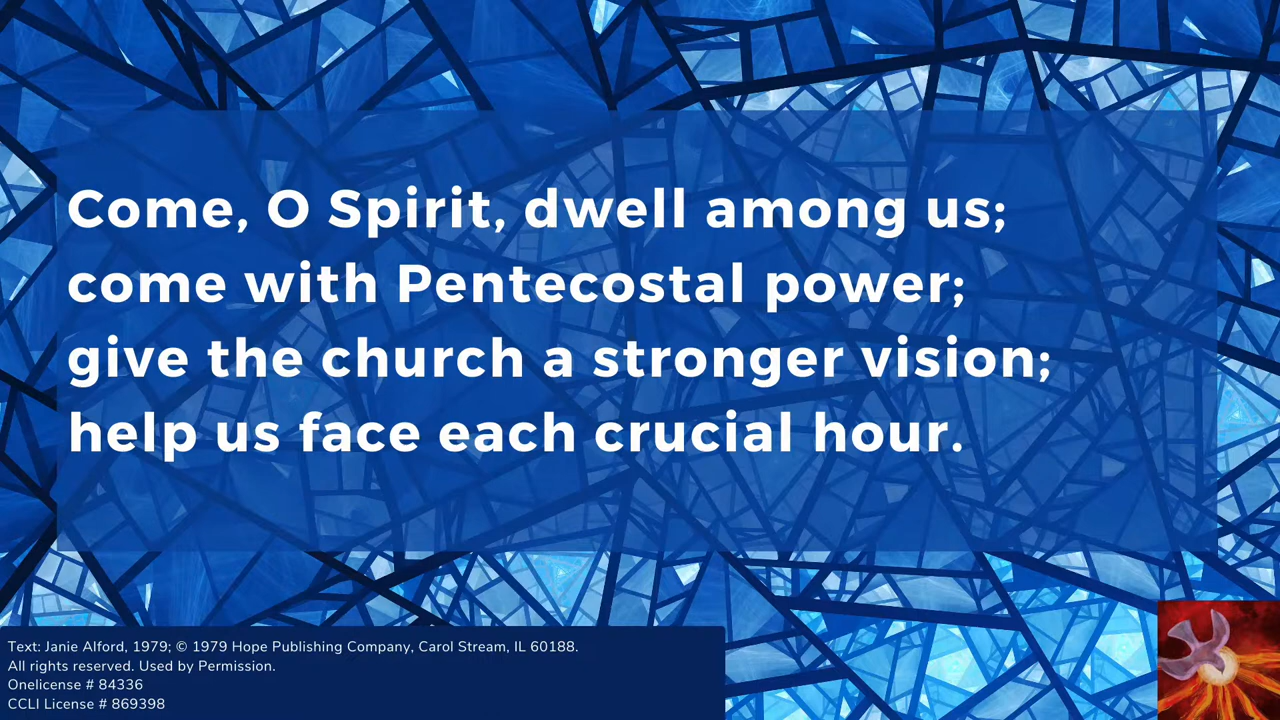 Come, O Spirit, dwell among us;
come with Pentecostal power;
give the church a stronger vision;
help us face each crucial hour.
Text: Janie Alford, 1979; © 1979 Hope Publishing Company, Carol Stream, IL 60188.
All rights reserved. Used by Permission.
Onelicense # 84336
CCLI License # 869398